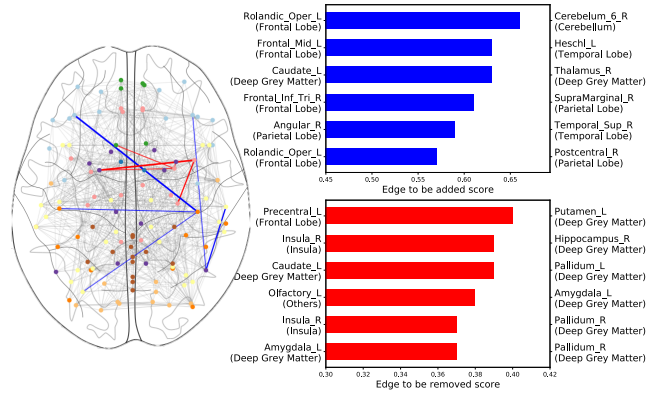 Rolandic_Oper_L
(Frontal Lobe)
Cerebelum_6_R
(Cerebellum)
Frontal_Mid_L
(Frontal Lobe)
Heschl_L
(Temporal Lobe)
Caudate_L
(Deep Grey Matter)
Thalamus_R
(Deep Grey Matter)
Frontal_Inf_Tri_R
(Frontal Lobe)
SupraMarginal_R
(Parietal Lobe)
Angular_R
(Parietal Lobe)
Temporal_Sup_R
(Temporal Lobe)
Rolandic_Oper_L
(Frontal Lobe)
Postcentral_R
(Parietal Lobe)
0.45 0.50 0.55 0.60 0.65
Edge to be added score
Precentral_L
(Frontal Lobe)
Putamen_L
(Deep Grey Matter)
Insula_R
(Insula)
Hippocampus_R
(Deep Grey Matter)
Caudate_L
(Deep Grey Matter)
Pallidum_L
(Deep Grey Matter)
Olfactory_L
(Others)
Amygdala_L
(Deep Grey Matter)
Insula_R
(Insula)
Pallidum_R
(Deep Grey Matter)
Amygdala_L
(Deep Grey Matter)
Pallidum_R
(Deep Grey Matter)
0.30 0.32 0.34 0.36 0.38 0.40 0.42
Edge to be removed score